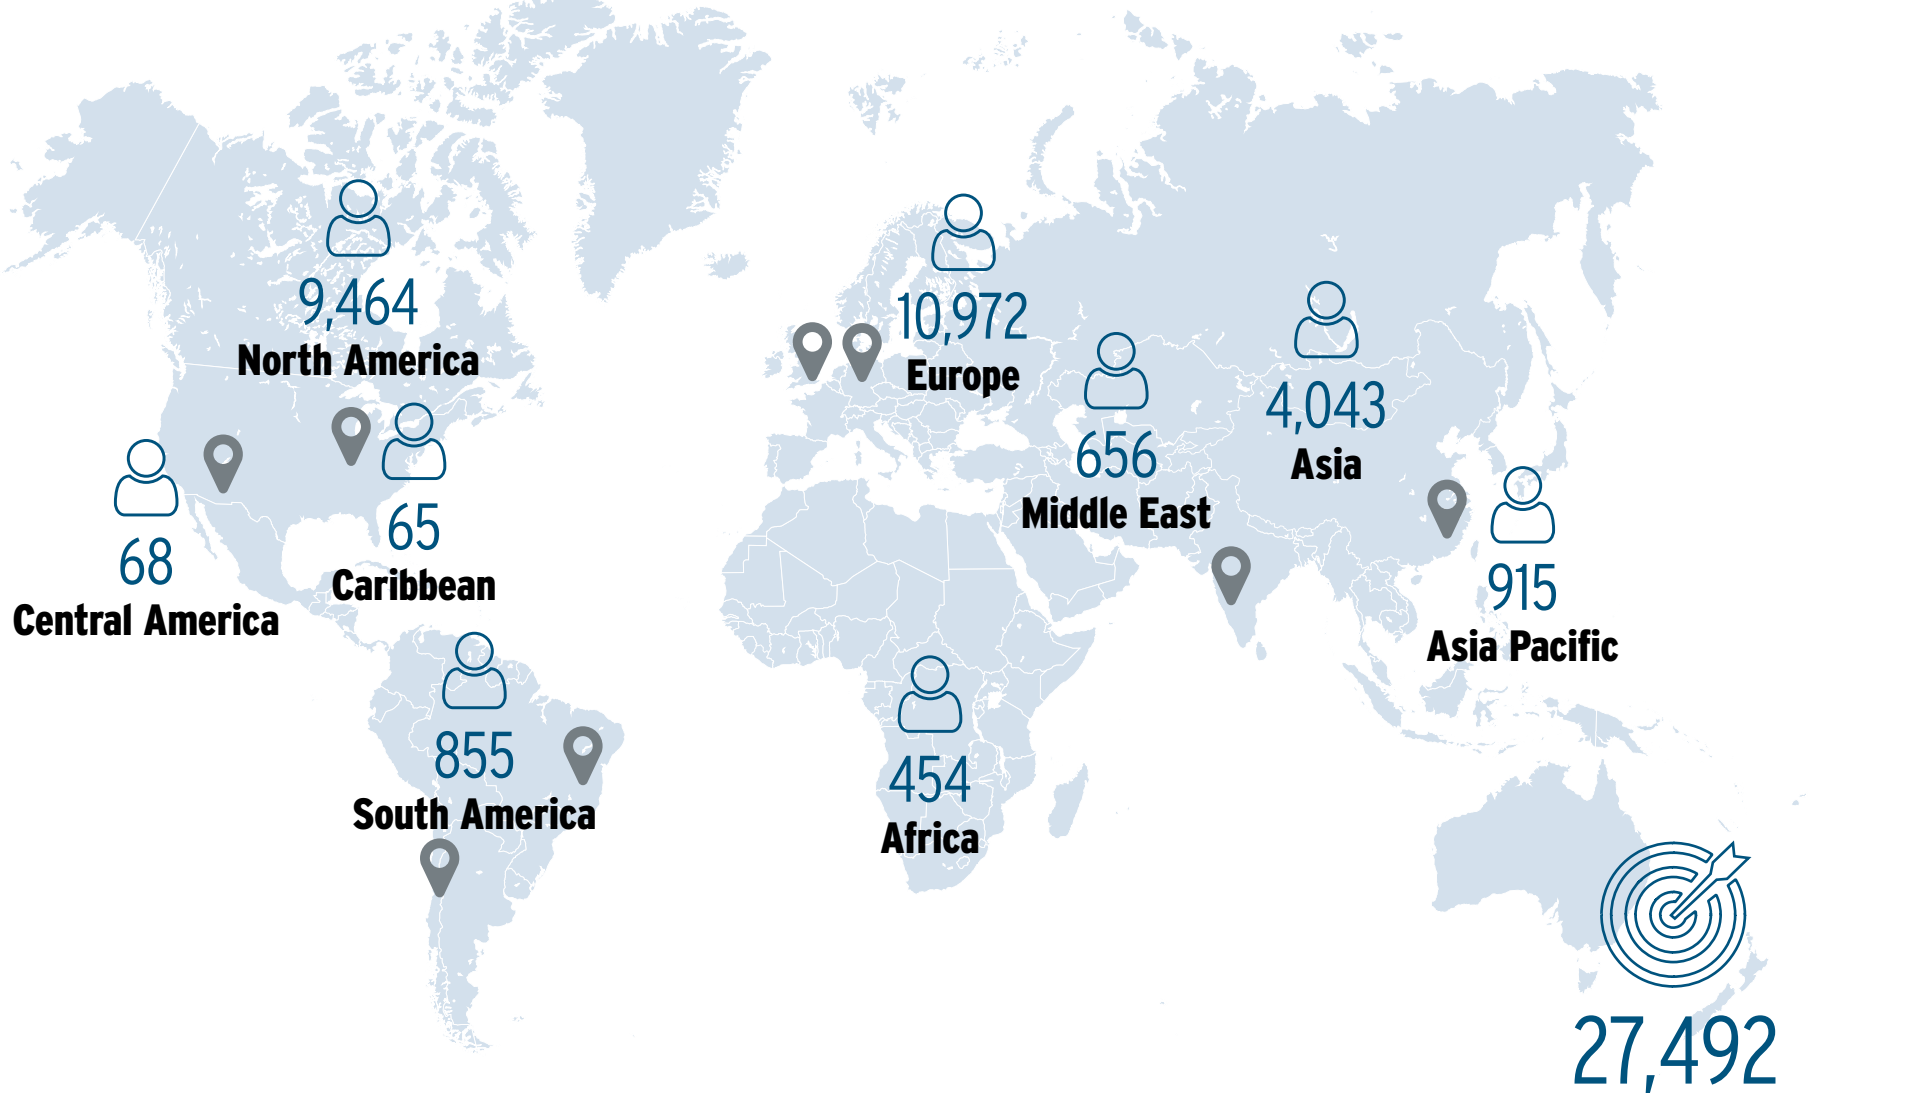 9,464
North America
10,972
Europe
4,043
Asia
656
Middle East
68
Central America
65
Caribbean
915
Asia Pacific
855
South America
454
Africa
27,492